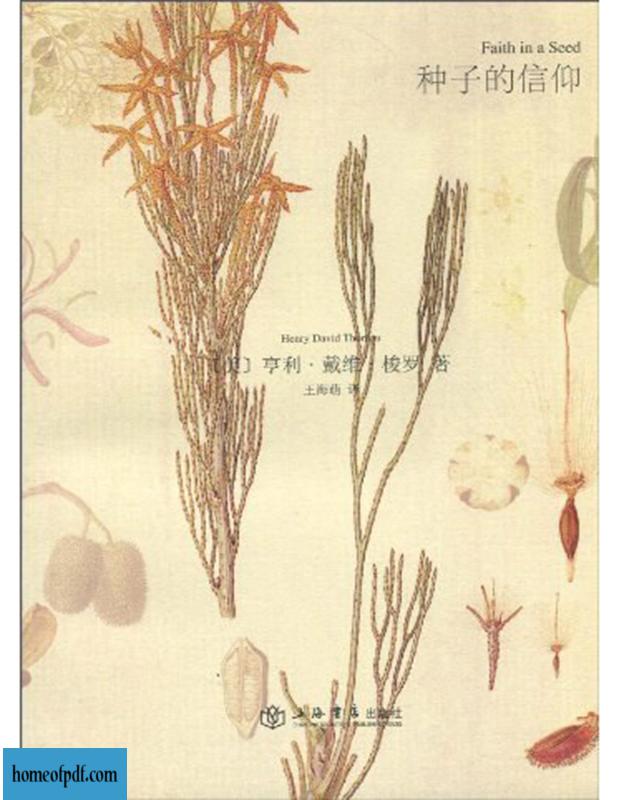 Faith in a Seed
种子的信仰
Henry David Thoreau
〔美〕亨利·戴维·梭罗 著
王海萌 译
上海书店出版社
homeofpdf.com